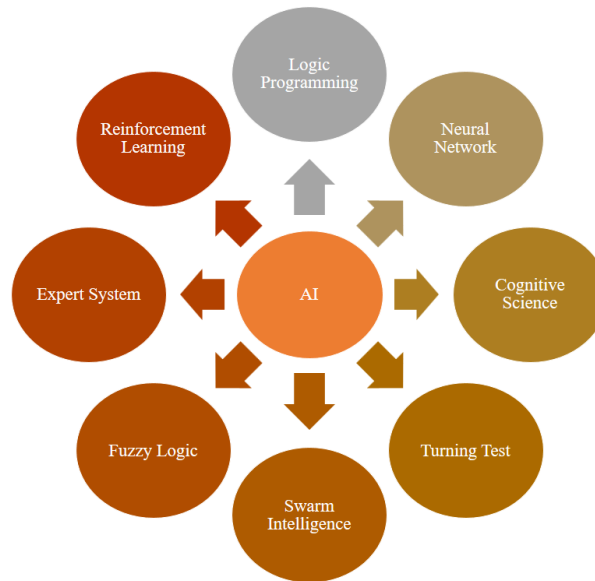 Logic
Programming
Neural
Network
Cognitive
Science
Turning Test
Swarm
Intelligence
Fuzzy Logic
Expert System
Reinforcement
Learning
AI